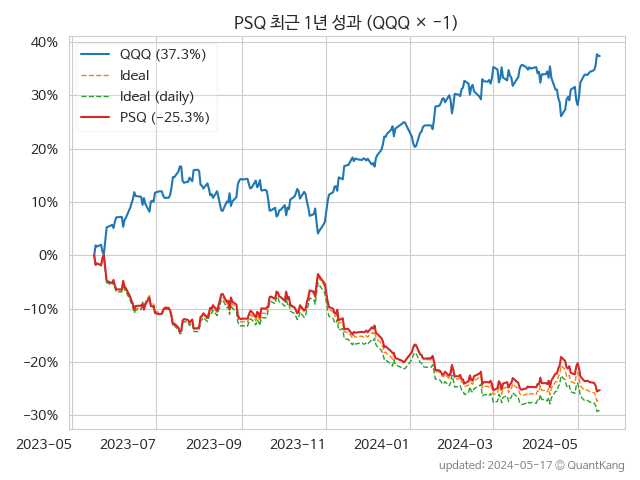 PSQ 최근 1년 성과 (QQQ × −1)
40%
30%
20%
10%
0%
−10%
−20%
−30%
QQQ (37.3%)
Ideal
Ideal (daily)
PSQ (−25.3%)
2023-05 2023-07 2023-09 2023-11 2024-01 2024-03 2024-05
updated: 2024-05-17 ⓒ QuantKang